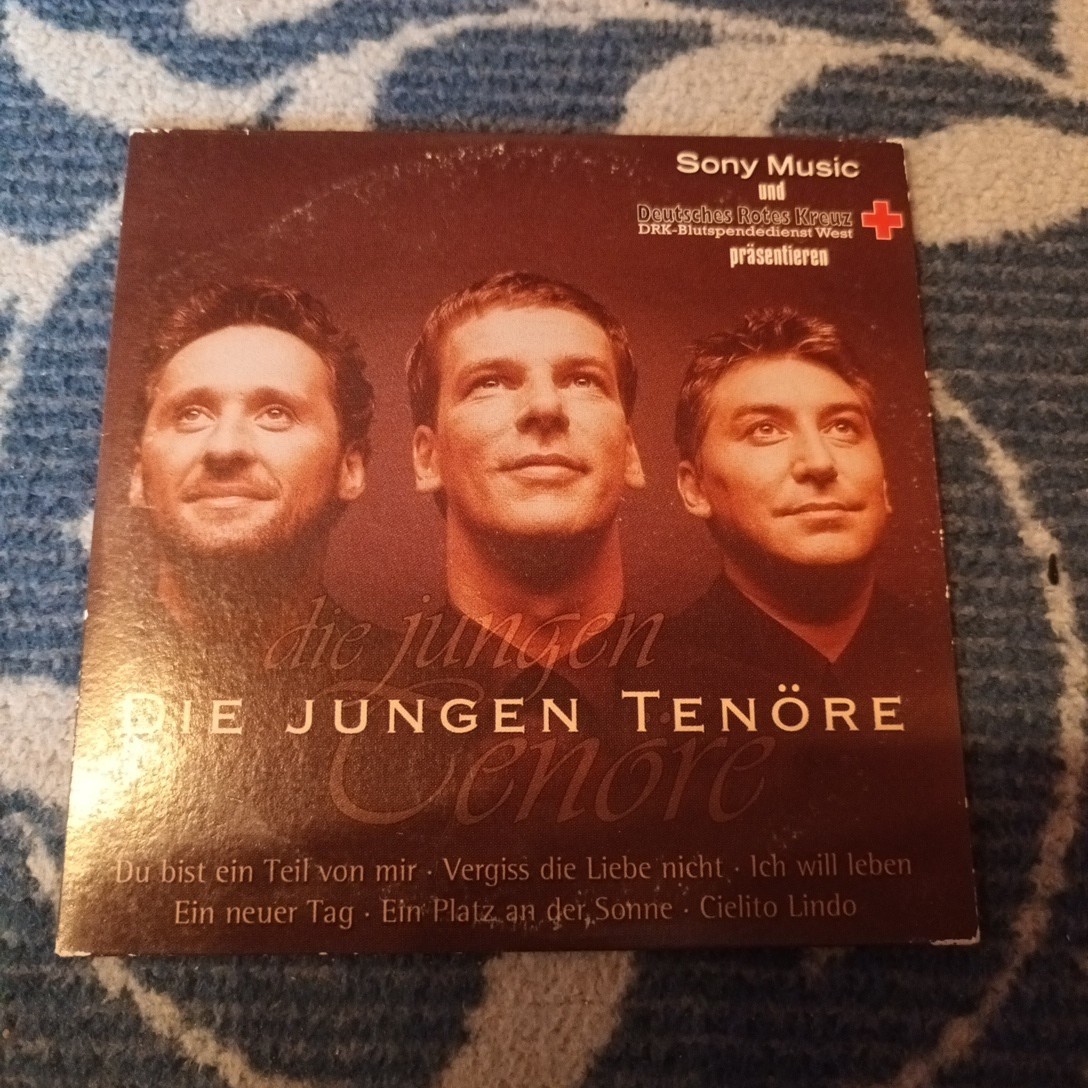 Sony Music
und
Deutsches Rotes Kreuz
DRK-Blutspendedienst West
präsentieren
die jungen
DIE JUNGEN TENÖRE
Tenöre
Du bist ein Teil von mir · Vergiss die Liebe nicht · Ich will leben
Ein neuer Tag · Ein Platz an der Sonne · Cielito Lindo